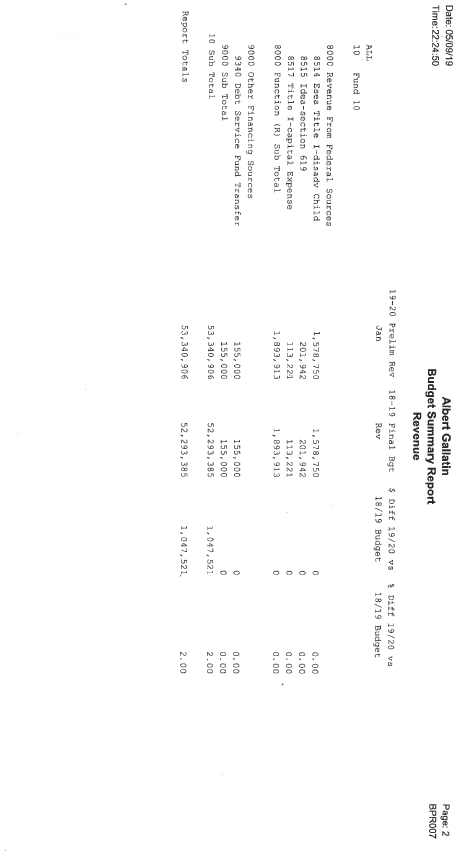 Date: 05/09/19 Albert Gallatin Page: 2
Time:22:24:50 Budget Summary Report BPR007
Revenue
19-20 Prelim Rev 18-19 Final Bgt $ Diff 19/20 vs % Diff 19/20 vs
Jan Rev 18/19 Budget 18/19 Budget
ALL
10 Fund 10
8000 Revenue From Federal Sources
8514 Esea Title I-disadv Child 1,578,750 1,578,750 0 0.00
8515 Idea-section 619 201,942 201,942 0 0.00
8517 Title I-capital Expense 113,221 113,221 0 0.00
8000 Function (R) Sub Total 1,893,913 1,893,913 0 0.00
9000 Other Financing Sources
9340 Debt Service Fund Transfer 155,000 155,000 0 0.00
9000 Sub Total 155,000 155,000 0 0.00
10 Sub Total 53,340,906 52,293,385 1,047,521 2.00
Report Totals 53,340,906 52,293,385 1,047,521 2.00